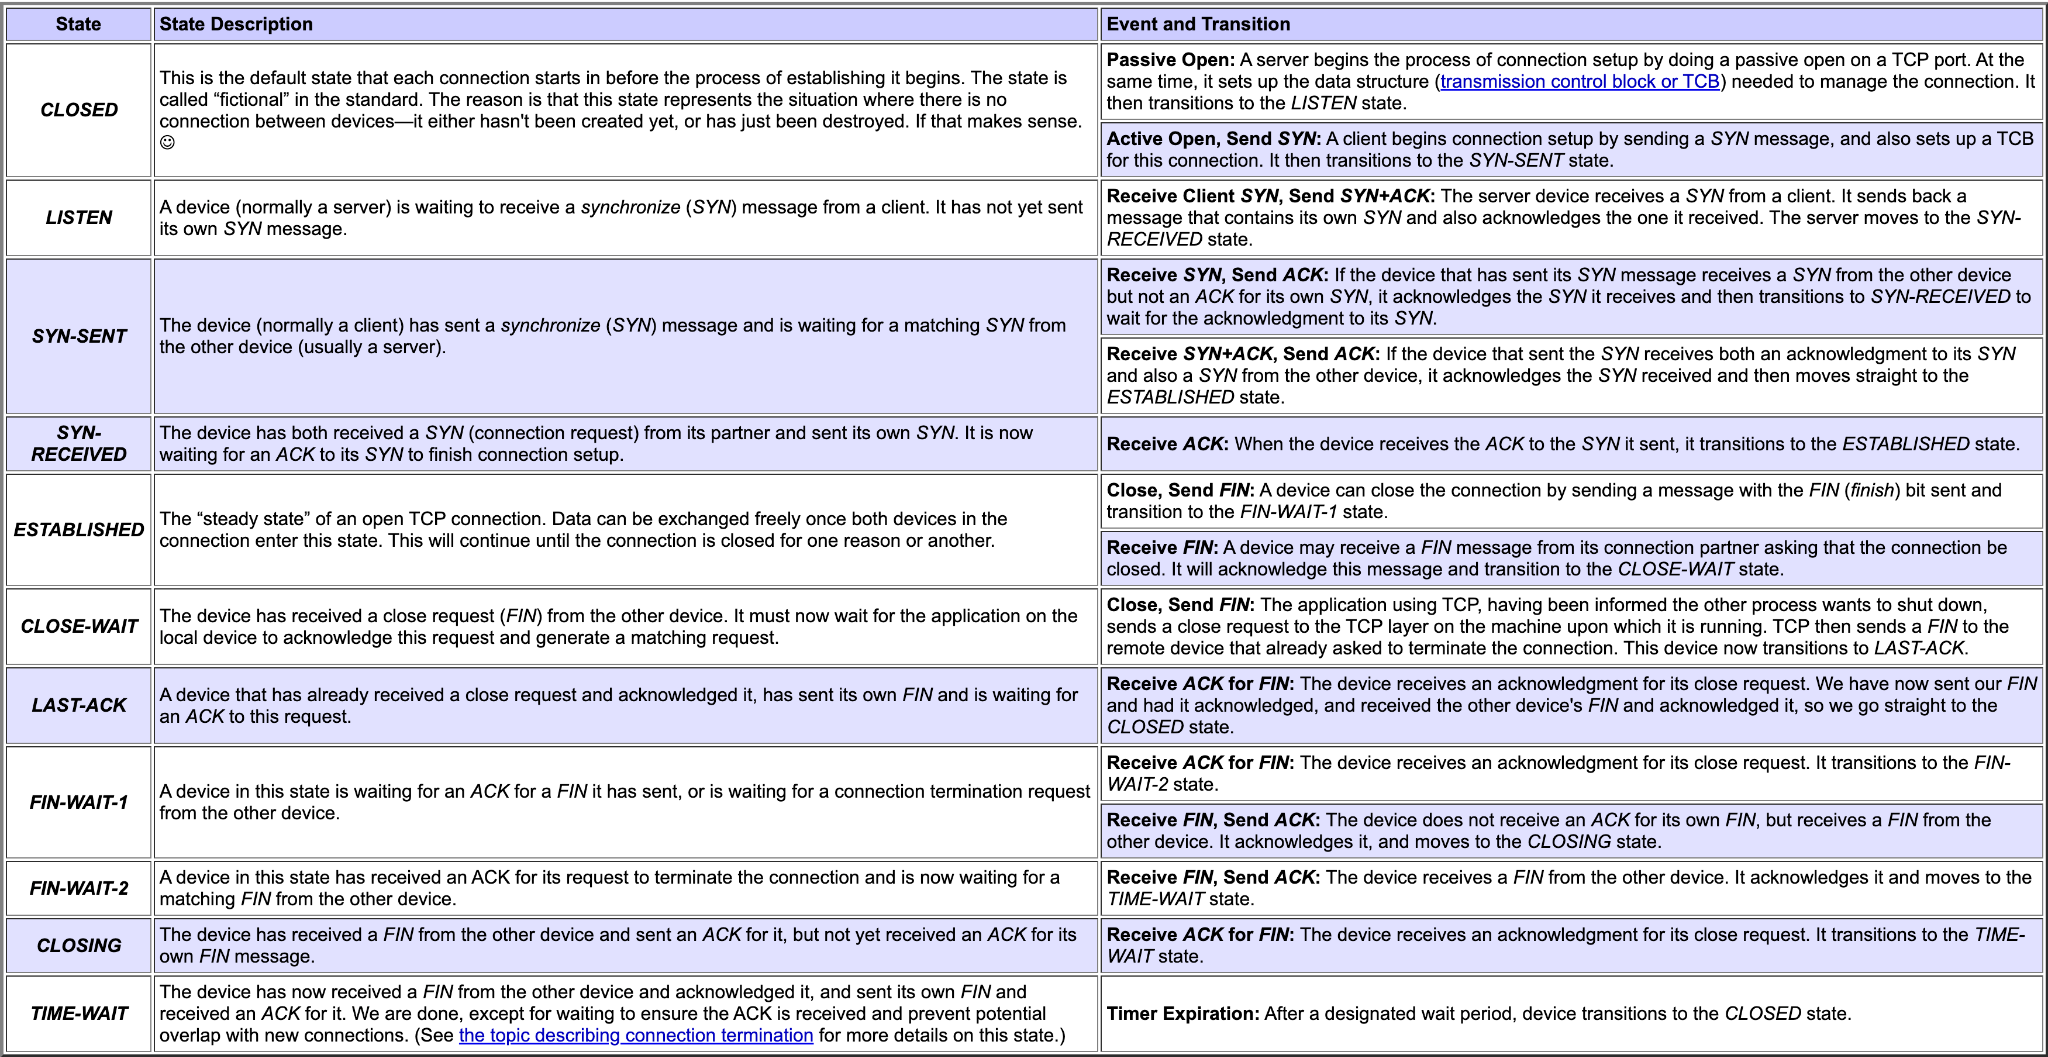 State
State Description
Event and Transition
CLOSED
This is the default state that each connection starts in before the process of establishing it begins. The state is
called “fictional” in the standard. The reason is that this state represents the situation where there is no
connection between devices—it either hasn't been created yet, or has just been destroyed. If that makes sense.
☺
Passive Open: A server begins the process of connection setup by doing a passive open on a TCP port. At the
same time, it sets up the data structure (transmission control block or TCB) needed to manage the connection. It
then transitions to the LISTEN state.
Active Open, Send SYN: A client begins connection setup by sending a SYN message, and also sets up a TCB
for this connection. It then transitions to the SYN-SENT state.
LISTEN
A device (normally a server) is waiting to receive a synchronize (SYN) message from a client. It has not yet sent
its own SYN message.
Receive Client SYN, Send SYN+ACK: The server device receives a SYN from a client. It sends back a
message that contains its own SYN and also acknowledges the one it received. The server moves to the SYN-
RECEIVED state.
SYN-SENT
The device (normally a client) has sent a synchronize (SYN) message and is waiting for a matching SYN from
the other device (usually a server).
Receive SYN, Send ACK: If the device that has sent its SYN message receives a SYN from the other device
but not an ACK for its own SYN, it acknowledges the SYN it receives and then transitions to SYN-RECEIVED to
wait for the acknowledgment to its SYN.
Receive SYN+ACK, Send ACK: If the device that sent the SYN receives both an acknowledgment to its SYN
and also a SYN from the other device, it acknowledges the SYN received and then moves straight to the
ESTABLISHED state.
SYN-
RECEIVED
The device has both received a SYN (connection request) from its partner and sent its own SYN. It is now
waiting for an ACK to its SYN to finish connection setup.
Receive ACK: When the device receives the ACK to the SYN it sent, it transitions to the ESTABLISHED state.
ESTABLISHED
The “steady state” of an open TCP connection. Data can be exchanged freely once both devices in the
connection enter this state. This will continue until the connection is closed for one reason or another.
Close, Send FIN: A device can close the connection by sending a message with the FIN (finish) bit sent and
transition to the FIN-WAIT-1 state.
Receive FIN: A device may receive a FIN message from its connection partner asking that the connection be
closed. It will acknowledge this message and transition to the CLOSE-WAIT state.
CLOSE-WAIT
The device has received a close request (FIN) from the other device. It must now wait for the application on the
local device to acknowledge this request and generate a matching request.
Close, Send FIN: The application using TCP, having been informed the other process wants to shut down,
sends a close request to the TCP layer on the machine upon which it is running. TCP then sends a FIN to the
remote device that already asked to terminate the connection. This device now transitions to LAST-ACK.
LAST-ACK
A device that has already received a close request and acknowledged it, has sent its own FIN and is waiting for
an ACK to this request.
Receive ACK for FIN: The device receives an acknowledgment for its close request. We have now sent our FIN
and had it acknowledged, and received the other device's FIN and acknowledged it, so we go straight to the
CLOSED state.
FIN-WAIT-1
A device in this state is waiting for an ACK for a FIN it has sent, or is waiting for a connection termination request
from the other device.
Receive ACK for FIN: The device receives an acknowledgment for its close request. It transitions to the FIN-
WAIT-2 state.
Receive FIN, Send ACK: The device does not receive an ACK for its own FIN, but receives a FIN from the
other device. It acknowledges it, and moves to the CLOSING state.
FIN-WAIT-2
A device in this state has received an ACK for its request to terminate the connection and is now waiting for a
matching FIN from the other device.
Receive FIN, Send ACK: The device receives a FIN from the other device. It acknowledges it and moves to the
TIME-WAIT state.
CLOSING
The device has received a FIN from the other device and sent an ACK for it, but not yet received an ACK for its
own FIN message.
Receive ACK for FIN: The device receives an acknowledgment for its close request. It transitions to the TIME-
WAIT state.
TIME-WAIT
The device has now received a FIN from the other device and acknowledged it, and sent its own FIN and
received an ACK for it. We are done, except for waiting to ensure the ACK is received and prevent potential
overlap with new connections. (See the topic describing connection termination for more details on this state.)
Timer Expiration: After a designated wait period, device transitions to the CLOSED state.